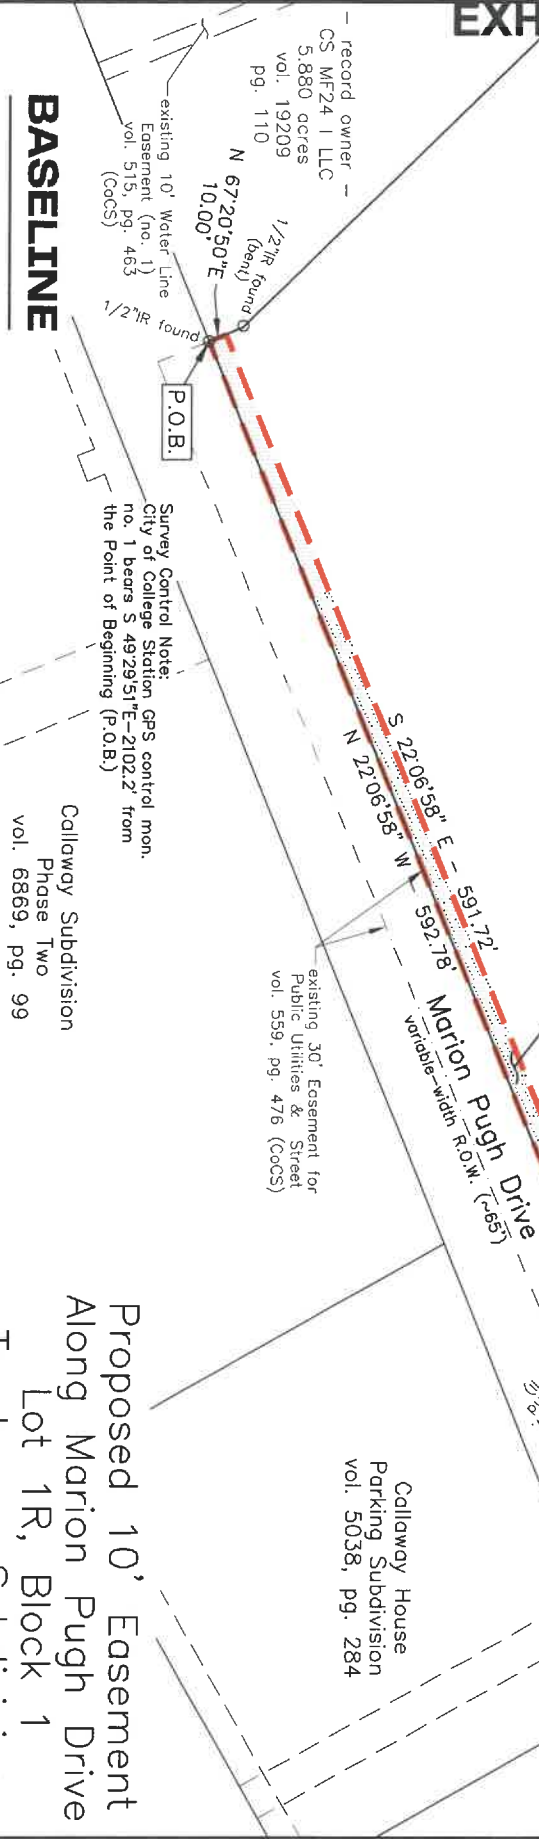 EXH
– record owner –
CS MF24 I LLC
5.880 acres
vol. 19209
pg. 110
N 67°20'50"E
10.00'
1/2"IR found
(bent)
existing 10' Water Line
Easement (no. 1)
vol. 515, pg. 463
(CoCS)
1/2"IR found
BASELINE
P.O.B.
Survey Control Note:
City of College Station GPS control mon.
no. 1 bears S 49°29'51"E–2102.2' from
the Point of Beginning (P.O.B.)
S 22°06'58" E – 591.72'
N 22°06'58" W – 592.78'
Marion Pugh Drive
variable–width R.O.W. (~65')
existing 30' Easement for
Public Utilities & Street
vol. 559, pg. 476 (CoCS)
Callaway Subdivision
Phase Two
vol. 6869, pg. 99
Callaway House
Parking Subdivision
vol. 5038, pg. 284
Proposed 10' Easement
Along Marion Pugh Drive
Lot 1R, Block 1